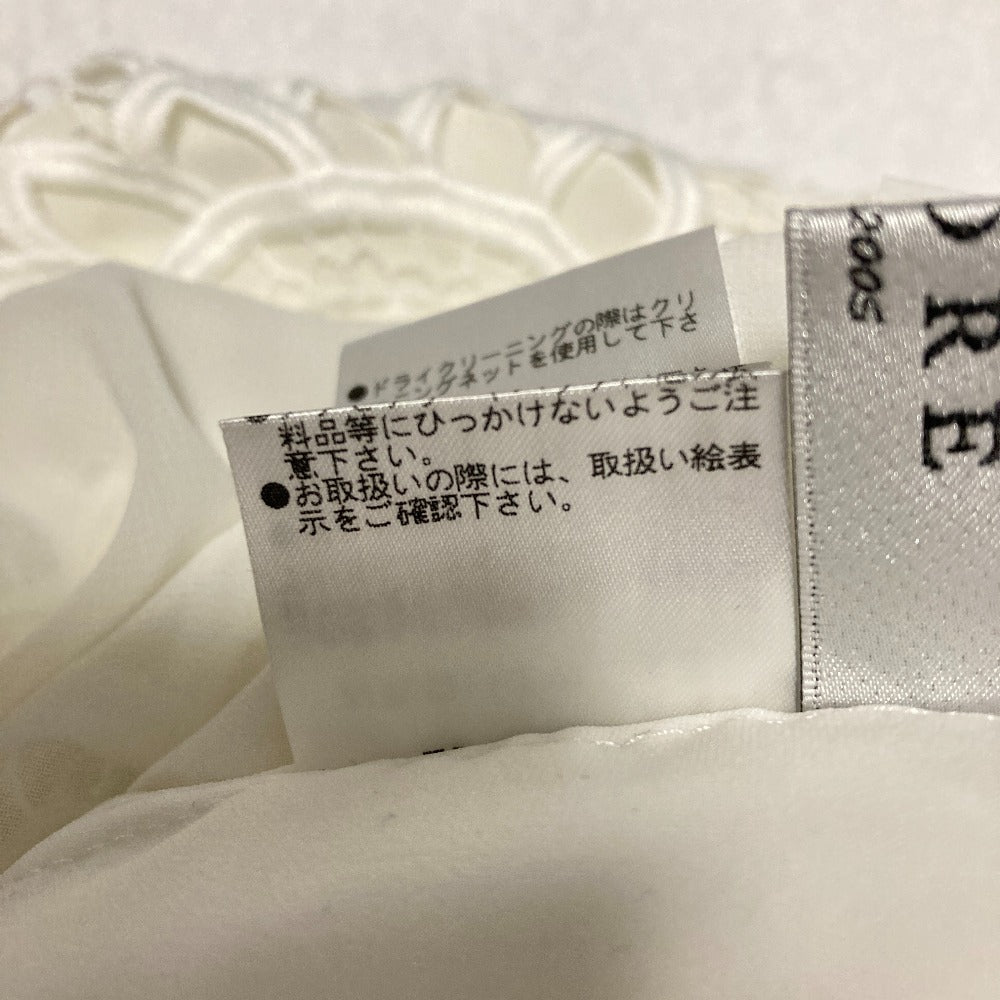 ●ドライクリーニングの際はクリ
ーニングネットを使用して下さ
料品等にひっかけないようご注
意下さい。
●お取扱いの際には、取扱い絵表
示をご確認下さい。
2005
RE